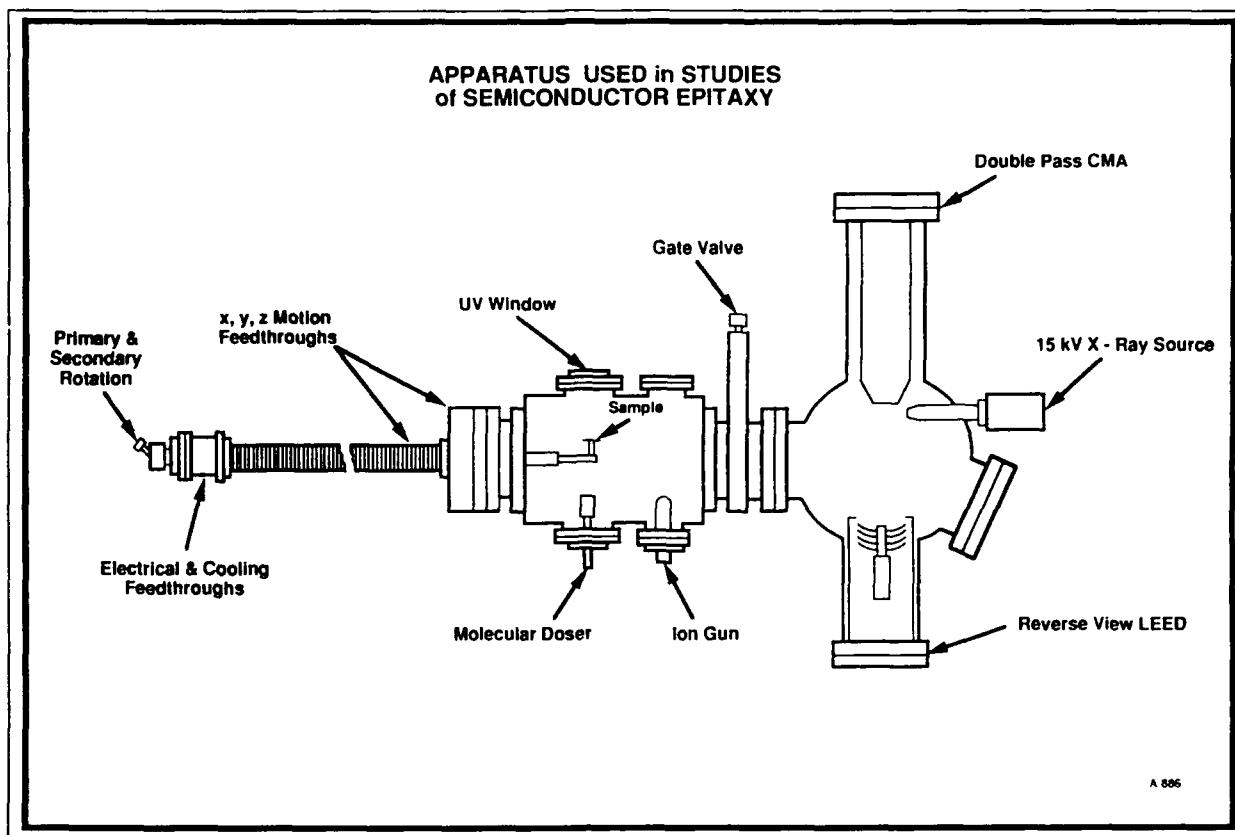 APPARATUS USED in STUDIES
of SEMICONDUCTOR EPITAXY
Double Pass CMA
Gate Valve
UV Window
x, y, z Motion
Feedthroughs
Primary &
Secondary
Rotation
15 kV X - Ray Source
Sample
Electrical & Cooling
Feedthroughs
Molecular Doser
Ion Gun
Reverse View LEED
A 886